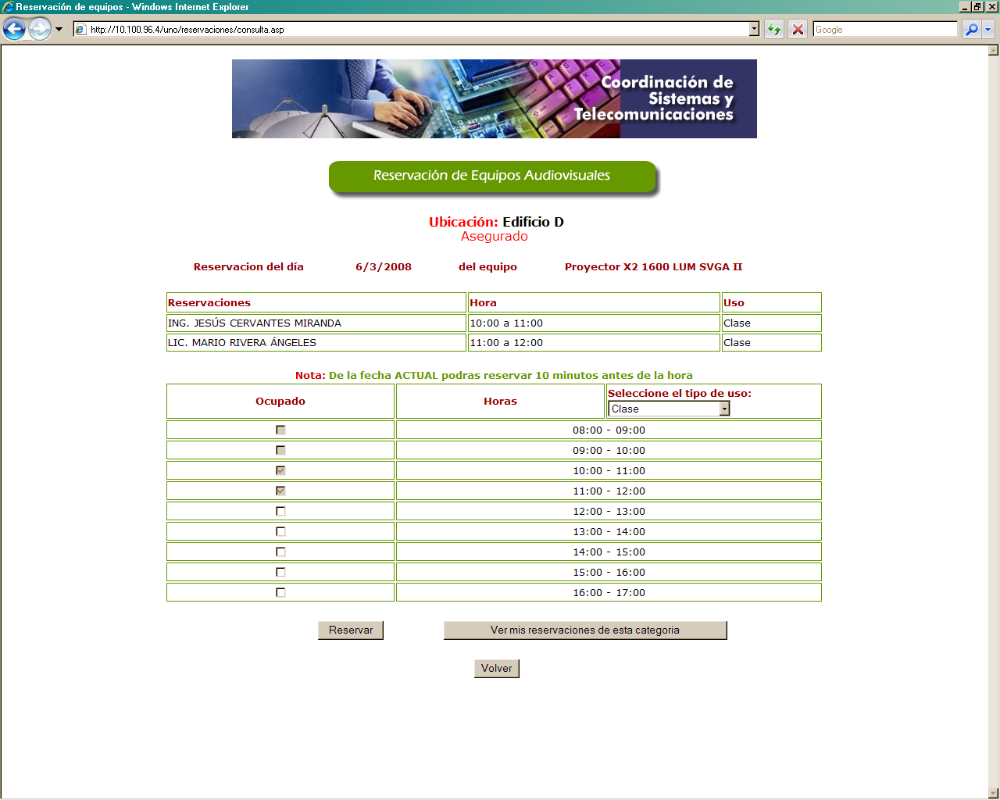 Reservación de equipos - Windows Internet Explorer
http://10.100.96.4/uno/reservaciones/consulta.asp
Google
Coordinación de
Sistemas y
Telecomunicaciones
Reservación de Equipos Audiovisuales
Ubicación: Edificio D
Asegurado
Reservacion del día 6/3/2008 del equipo Proyector X2 1600 LUM SVGA II
Reservaciones Hora Uso
ING. JESÚS CERVANTES MIRANDA 10:00 a 11:00 Clase
LIC. MARIO RIVERA ÁNGELES 11:00 a 12:00 Clase
Nota: De la fecha ACTUAL podras reservar 10 minutos antes de la hora
Ocupado Horas Seleccione el tipo de uso:
Clase
08:00 - 09:00
09:00 - 10:00
10:00 - 11:00
11:00 - 12:00
12:00 - 13:00
13:00 - 14:00
14:00 - 15:00
15:00 - 16:00
16:00 - 17:00
Reservar Ver mis reservaciones de esta categoria
Volver